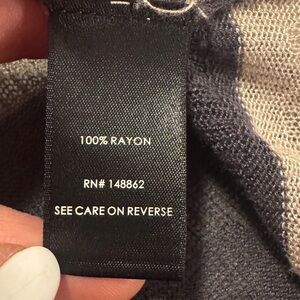 100% RAYON
RN# 148862
SEE CARE ON REVERSE